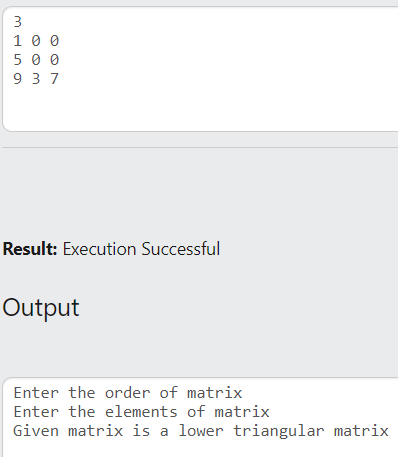 3
1 0 0
5 0 0
9 3 7
Result: Execution Successful
Output
Enter the order of matrix
Enter the elements of matrix
Given matrix is a lower triangular matrix